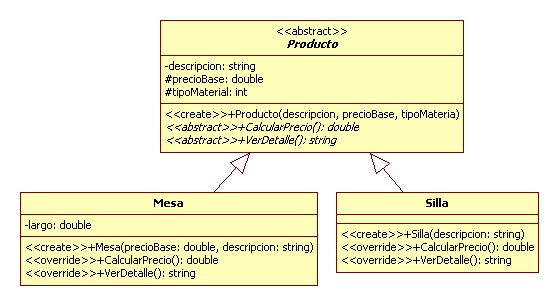 <<abstract>>
Producto
-descripcion: string
#precioBase: double
#tipoMaterial: int
<<create>>+Producto(descripcion, precioBase, tipoMateria)
<<abstract>>+CalcularPrecio(): double
<<abstract>>+VerDetalle(): string
Mesa
-largo: double
<<create>>+Mesa(precioBase: double, descripcion: string)
<<override>>+CalcularPrecio(): double
<<override>>+VerDetalle(): string
Silla
<<create>>+Silla(descripcion: string)
<<override>>+CalcularPrecio(): double
<<override>>+VerDetalle(): string